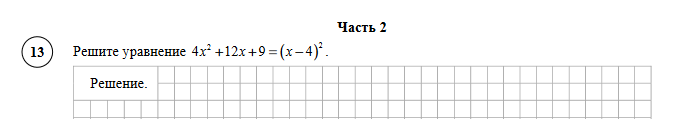 Часть 2
13 Решите уравнение 4x² +12x+9=(x−4)².
Решение.